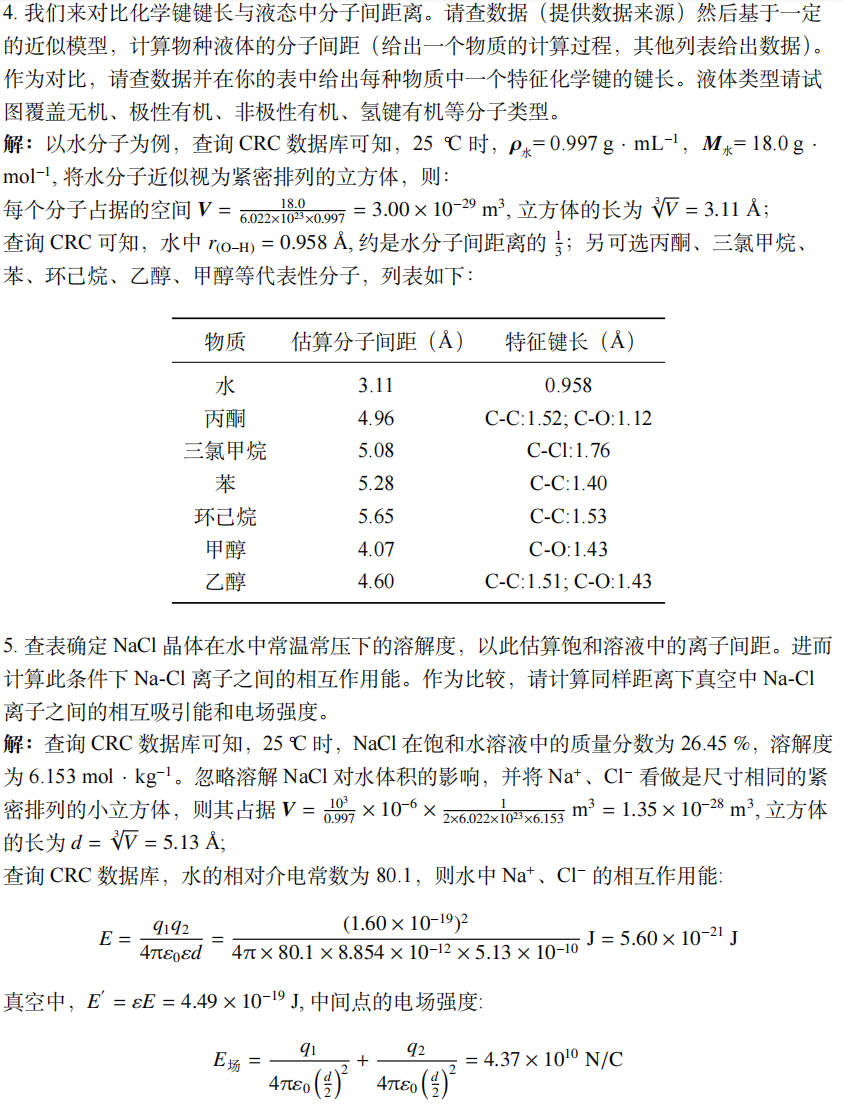 4. 我们来对比化学键键长与液态中分子间距离。请查数据（提供数据来源）然后基于一定
的近似模型，计算物种液体的分子间距（给出一个物质的计算过程，其他列表给出数据）。
作为对比，请查数据并在你的表中给出每种物质中一个特征化学键的键长。液体类型请试
图覆盖无机、极性有机、非极性有机、氢键有机等分子类型。
解：以水分子为例，查询 CRC 数据库可知，25 ℃ 时，ρ水= 0.997 g · mL⁻¹，M水= 18.0 g ·
mol⁻¹, 将水分子近似视为紧密排列的立方体，则：
每个分子占据的空间 V = 18.0/(6.022×10²³×0.997) = 3.00 × 10⁻²⁹ m³, 立方体的长为 ∛V = 3.11 Å；
查询 CRC 可知，水中 r(O−H) = 0.958 Å, 约是水分子间距离的 1/3；另可选丙酮、三氯甲烷、
苯、环己烷、乙醇、甲醇等代表性分子，列表如下：
物质 估算分子间距（Å） 特征键长（Å）
水 3.11 0.958
丙酮 4.96 C-C:1.52; C-O:1.12
三氯甲烷 5.08 C-Cl:1.76
苯 5.28 C-C:1.40
环己烷 5.65 C-C:1.53
甲醇 4.07 C-O:1.43
乙醇 4.60 C-C:1.51; C-O:1.43
5. 查表确定 NaCl 晶体在水中常温常压下的溶解度，以此估算饱和溶液中的离子间距。进而
计算此条件下 Na-Cl 离子之间的相互作用能。作为比较，请计算同样距离下真空中 Na-Cl
离子之间的相互吸引能和电场强度。
解：查询 CRC 数据库可知，25 ℃ 时，NaCl 在饱和水溶液中的质量分数为 26.45 %，溶解度
为 6.153 mol · kg⁻¹。忽略溶解 NaCl 对水体积的影响，并将 Na⁺、Cl⁻ 看做是尺寸相同的紧
密排列的小立方体，则其占据 V = 10³/0.997 × 10⁻⁶ × 1/(2×6.022×10²³×6.153) m³ = 1.35 × 10⁻²⁸ m³, 立方体
的长为 d = ∛V = 5.13 Å;
查询 CRC 数据库，水的相对介电常数为 80.1，则水中 Na⁺、Cl⁻ 的相互作用能:
E = q₁q₂/(4πε₀εd) = (1.60 × 10⁻¹⁹)²/(4π × 80.1 × 8.854 × 10⁻¹² × 5.13 × 10⁻¹⁰) J = 5.60 × 10⁻²¹ J
真空中，E′ = εE = 4.49 × 10⁻¹⁹ J, 中间点的电场强度:
E场 = q₁/(4πε₀(d/2)²) + q₂/(4πε₀(d/2)²) = 4.37 × 10¹⁰ N/C